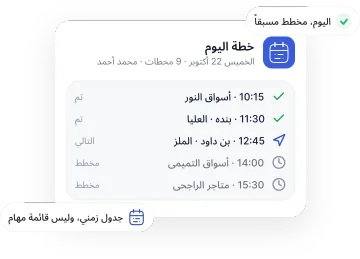 اليوم، مخطط مسبقاً
خطة اليوم
الخميس 22 أكتوبر · 9 محطات · محمد أحمد
10:15 · أسواق النور تم
11:30 · بنده · العليا تم
12:45 · بن داود · الملز التالي
14:00 · أسواق التميمي مخطط
15:30 · متاجر الراجحي مخطط
جدول زمني، وليس قائمة مهام